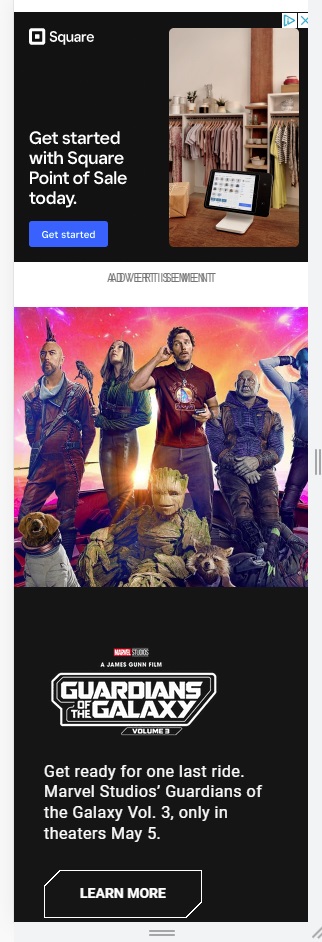 Square
Get started
with Square
Point of Sale
today.
Get started
ADVERTISEMENT
MARVEL STUDIOS
A JAMES GUNN FILM
GUARDIANS
OF THE
GALAXY
VOLUME 3
Get ready for one last ride.
Marvel Studios’ Guardians of
the Galaxy Vol. 3, only in
theaters May 5.
LEARN MORE